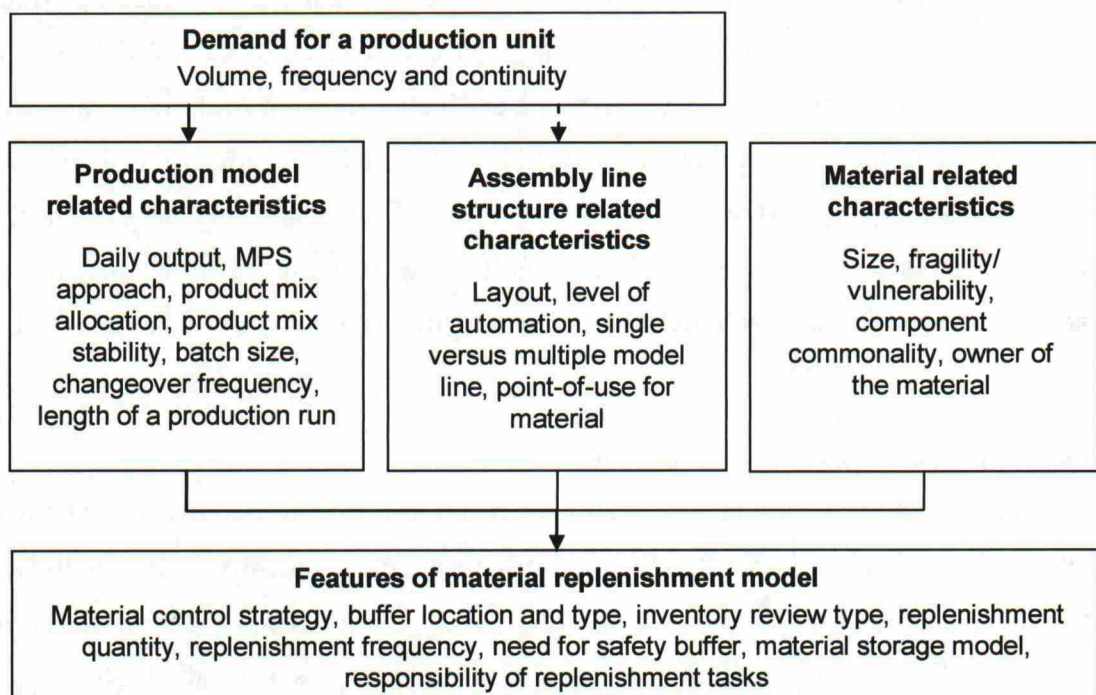 Demand for a production unit
Volume, frequency and continuity
Production model
related characteristics
Daily output, MPS
approach, product mix
allocation, product mix
stability, batch size,
changeover frequency,
length of a production run
Assembly line
structure related
characteristics
Layout, level of
automation, single
versus multiple model
line, point-of-use for
material
Material related
characteristics
Size, fragility/
vulnerability,
component
commonality, owner of
the material
Features of material replenishment model
Material control strategy, buffer location and type, inventory review type, replenishment
quantity, replenishment frequency, need for safety buffer, material storage model,
responsibility of replenishment tasks